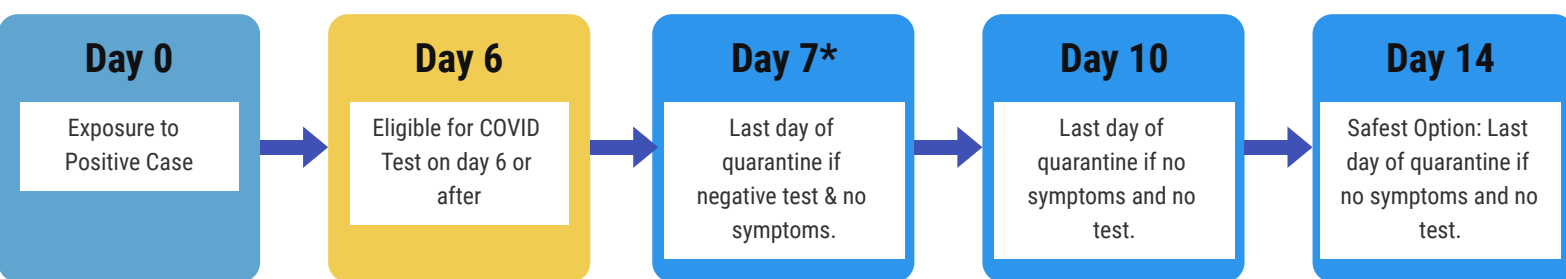 Day 0
Exposure to
Positive Case
Day 6
Eligible for COVID
Test on day 6 or
after
Day 7*
Last day of
quarantine if
negative test & no
symptoms.
Day 10
Last day of
quarantine if no
symptoms and no
test.
Day 14
Safest Option: Last
day of quarantine if
no symptoms and no
test.